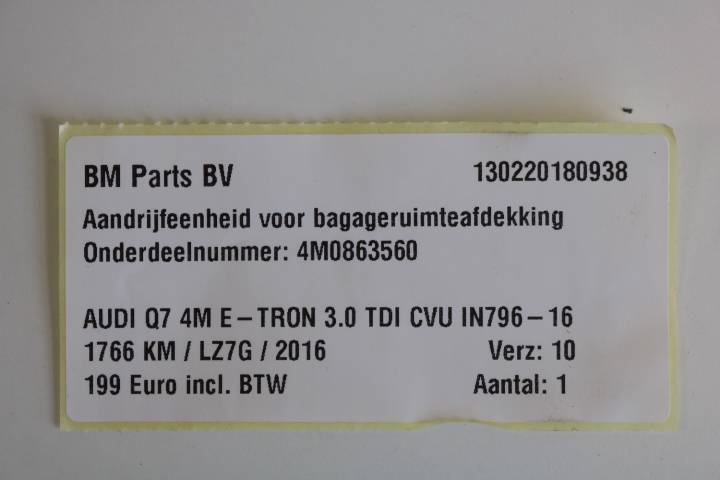 BM Parts BV 130220180938
Aandrijfeenheid voor bagageruimteafdekking
Onderdeelnummer: 4M0863560
AUDI Q7 4M E-TRON 3.0 TDI CVU IN796-16
1766 KM / LZ7G / 2016 Verz: 10
199 Euro incl. BTW Aantal: 1